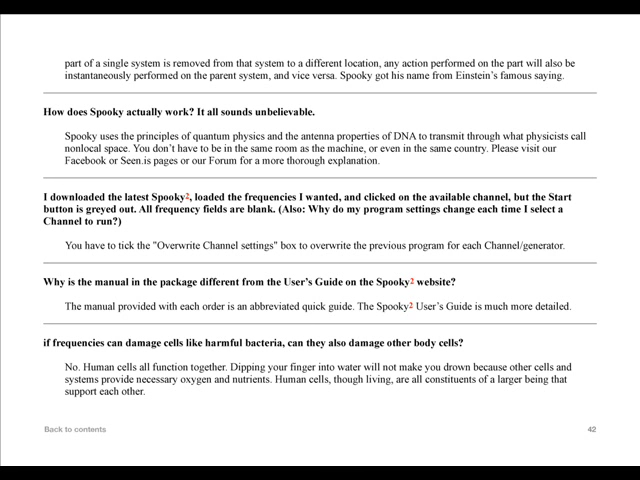 part of a single system is removed from that system to a different location, any action performed on the part will also be
instantaneously performed on the parent system, and vice versa. Spooky got his name from Einstein's famous saying.
How does Spooky actually work? It all sounds unbelievable.
Spooky uses the principles of quantum physics and the antenna properties of DNA to transmit through what physicists call
nonlocal space. You don't have to be in the same room as the machine, or even in the same country. Please visit our
Facebook or Seen.is pages or our Forum for a more thorough explanation.
I downloaded the latest Spooky², loaded the frequencies I wanted, and clicked on the available channel, but the Start
button is greyed out. All frequency fields are blank. (Also: Why do my program settings change each time I select a
Channel to run?)
You have to tick the "Overwrite Channel settings" box to overwrite the previous program for each Channel/generator.
Why is the manual in the package different from the User's Guide on the Spooky² website?
The manual provided with each order is an abbreviated quick guide. The Spooky² User's Guide is much more detailed.
if frequencies can damage cells like harmful bacteria, can they also damage other body cells?
No. Human cells all function together. Dipping your finger into water will not make you drown because other cells and
systems provide necessary oxygen and nutrients. Human cells, though living, are all constituents of a larger being that
support each other.
Back to contents
42